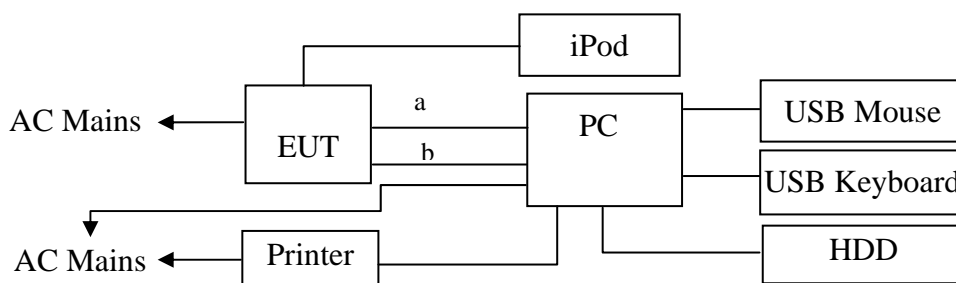 iPod
a
AC Mains
EUT
PC
USB Mouse
b
USB Keyboard
AC Mains
Printer
HDD